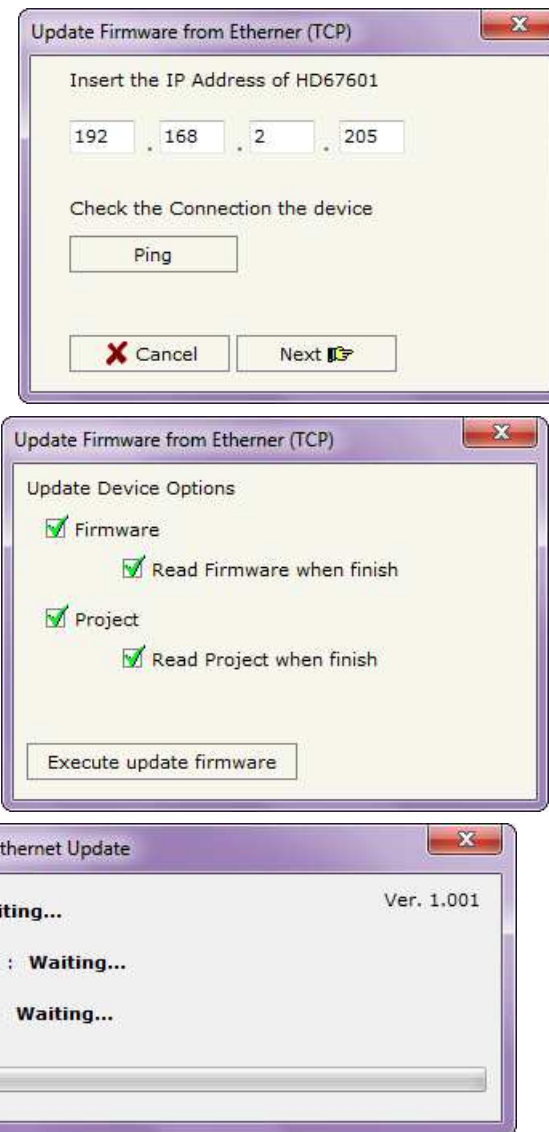 Update Firmware from Etherner (TCP)
Insert the IP Address of HD67601
192 . 168 . 2 . 205
Check the Connection the device
Ping
Cancel Next
Update Firmware from Etherner (TCP)
Update Device Options
Firmware
Read Firmware when finish
Project
Read Project when finish
Execute update firmware
thernet Update
iting... Ver. 1.001
: Waiting...
Waiting...